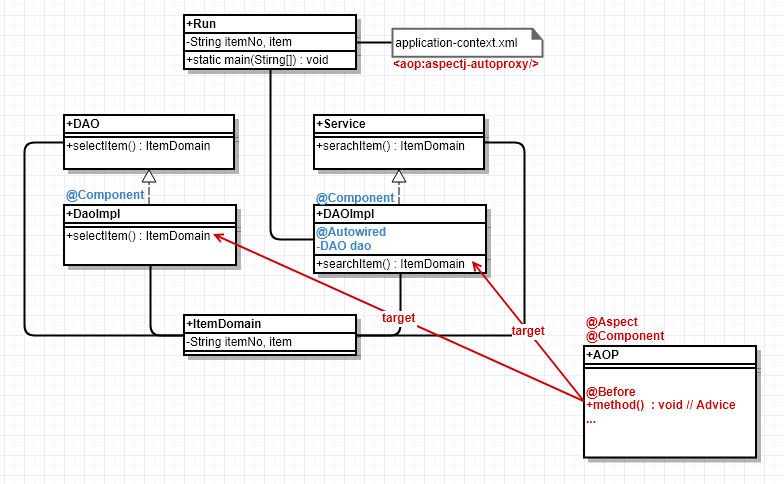 +Run
-String itemNo, item
+static main(Stirng[]) : void
application-context.xml
<aop:aspectj-autoproxy/>
+DAO
+selectItem() : ItemDomain
+Service
+serachItem() : ItemDomain
@Component
+DaoImpl
+selectItem() : ItemDomain
@Component
+DAOImpl
@Autowired
-DAO dao
+searchItem() : ItemDomain
+ItemDomain
-String itemNo, item
target
target
@Aspect
@Component
+AOP
@Before
+method() : void // Advice
...